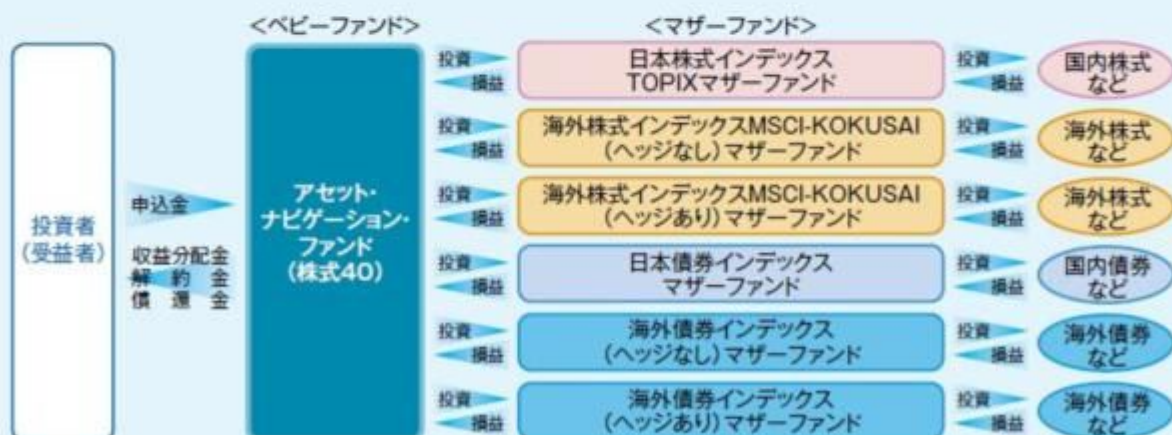 <ベビーファンド>
<マザーファンド>
投資者
(受益者)
申込金
収益分配金
解約金
償還金
アセット・
ナビゲーション・
ファンド
(株式40)
投資
損益
日本株式インデックス
TOPIXマザーファンド
投資
損益
国内株式
など
投資
損益
海外株式インデックスMSCI-KOKUSAI
(ヘッジなし)マザーファンド
投資
損益
海外株式
など
投資
損益
海外株式インデックスMSCI-KOKUSAI
(ヘッジあり)マザーファンド
投資
損益
海外株式
など
投資
損益
日本債券インデックス
マザーファンド
投資
損益
国内債券
など
投資
損益
海外債券インデックス
(ヘッジなし)マザーファンド
投資
損益
海外債券
など
投資
損益
海外債券インデックス
(ヘッジあり)マザーファンド
投資
損益
海外債券
など